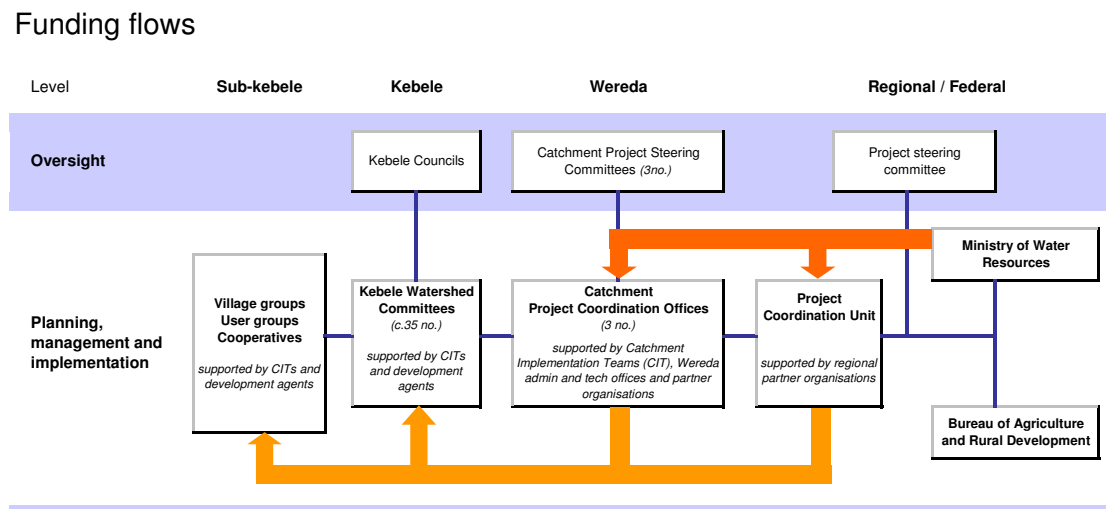 Funding flows
Level
Sub-kebele
Kebele
Wereda
Regional / Federal
Oversight
Kebele Councils
Catchment Project Steering
Committees (3no.)
Project steering
committee
Ministry of Water
Resources
Planning,
management and
implementation
Village groups
User groups
Cooperatives
supported by CITs and
development agents
Kebele Watershed
Committees
(c.35 no.)
supported by CITs
and development
agents
Catchment
Project Coordination Offices
(3 no.)
supported by Catchment
Implementation Teams (CIT), Wereda
admin and tech offices and partner
organisations
Project
Coordination Unit
supported by regional
partner organisations
Bureau of Agriculture
and Rural Development